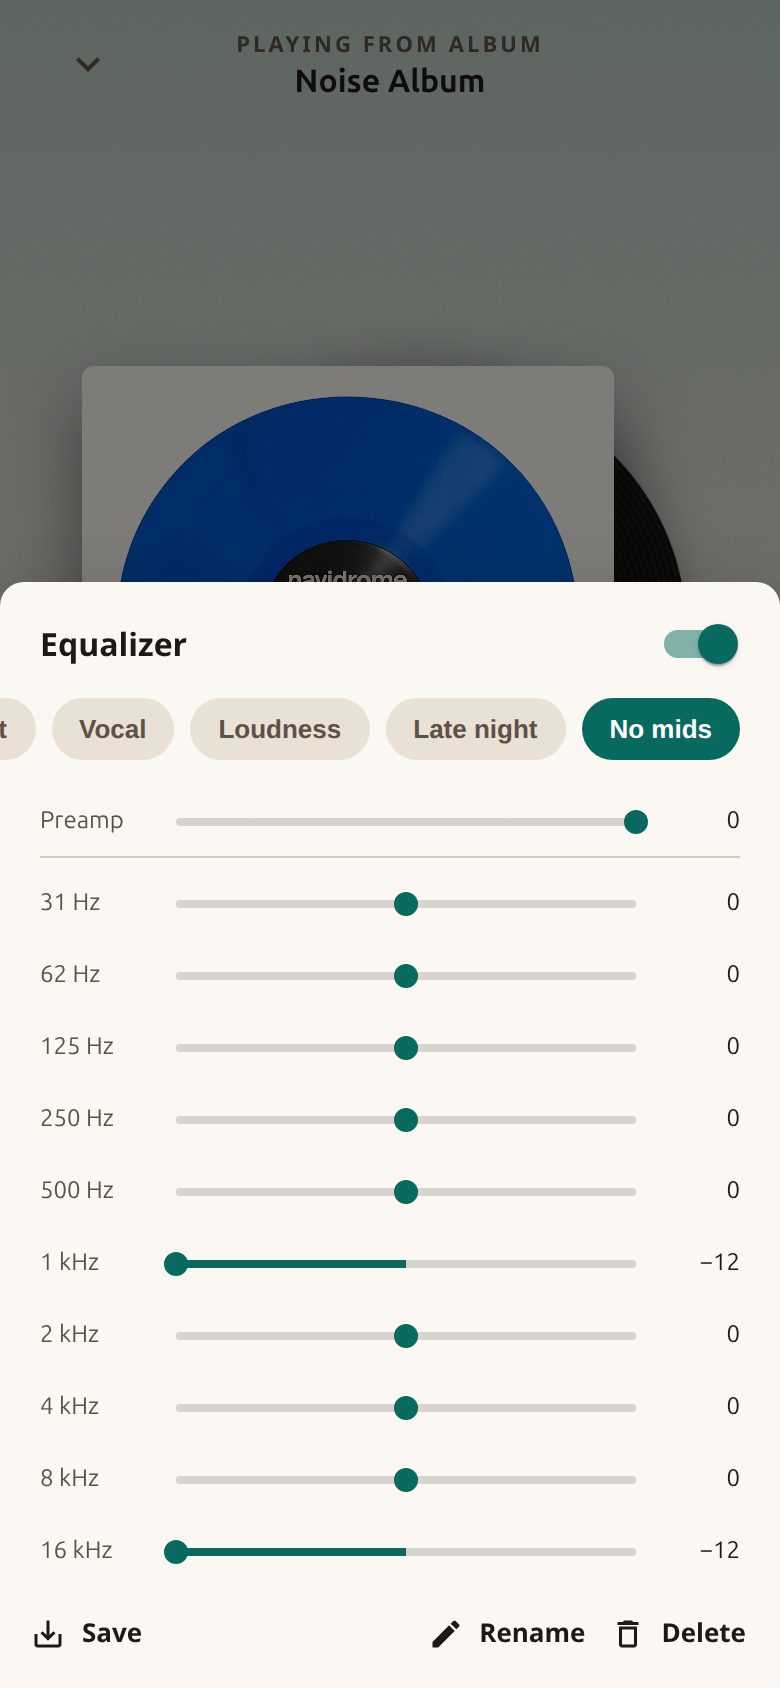 PLAYING FROM ALBUM
Noise Album
navidrome
Equalizer
t Vocal Loudness Late night No mids
Preamp 0
31 Hz 0
62 Hz 0
125 Hz 0
250 Hz 0
500 Hz 0
1 kHz −12
2 kHz 0
4 kHz 0
8 kHz 0
16 kHz −12
Save Rename Delete